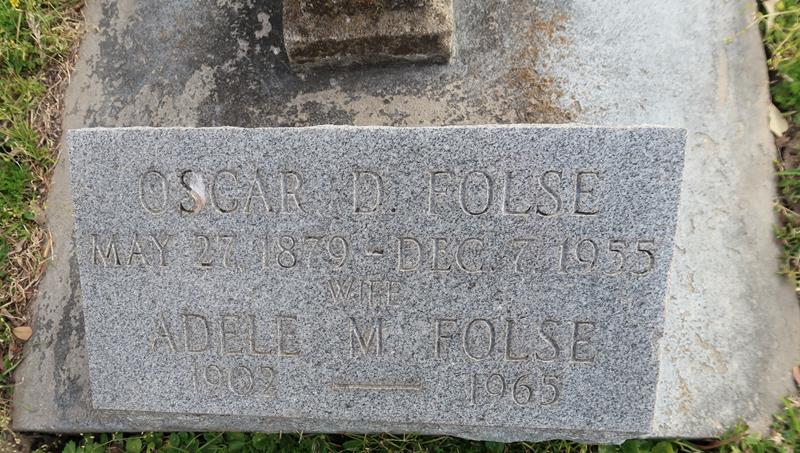 OSCAR D. FOLSE
MAY 27, 1879 - DEC. 7, 1955
WIFE
ADELE M. FOLSE
1902 — 1965